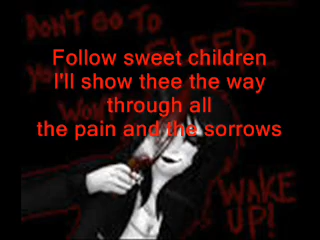 DON'T GO TO
SLEEP
Follow sweet children
I'll show thee the way
through all
the pain and the sorrows
WAKE
UP!